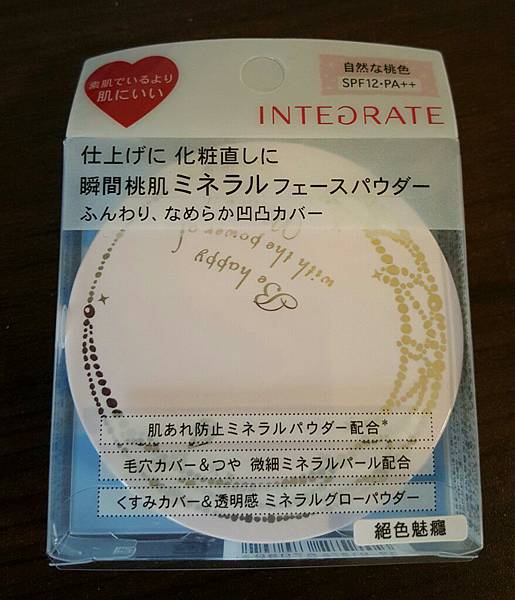 素肌でいるより
肌にいい
自然な桃色
SPF12・PA++
INTEGRATE
仕上げに 化粧直しに
瞬間桃肌 ミネラルフェースパウダー
ふんわり、なめらか凹凸カバー
Be happy
with the power of
肌あれ防止ミネラルパウダー配合*
毛穴カバー&つや 微細ミネラルパール配合
くすみカバー&透明感 ミネラルグローパウダー
絕色魅癮